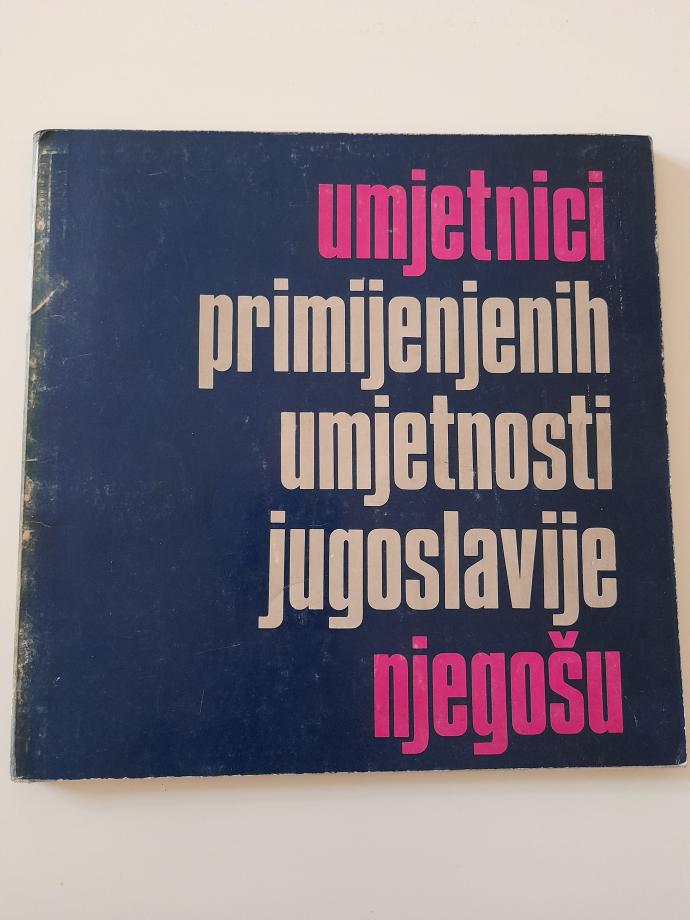 umjetnici
primijenjenih
umjetnosti
jugoslavije
njegošu